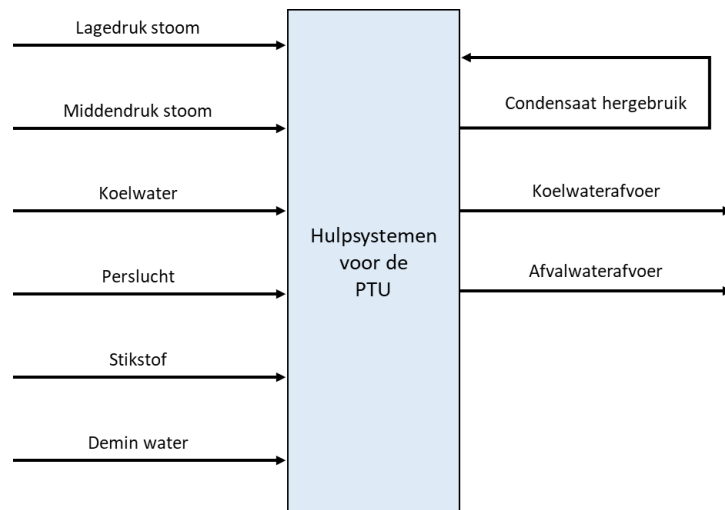 Lagedruk stoom
Middendruk stoom
Koelwater
Perslucht
Stikstof
Demin water
Hulpsystemen
voor de
PTU
Condensaat hergebruik
Koelwaterafvoer
Afvalwaterafvoer